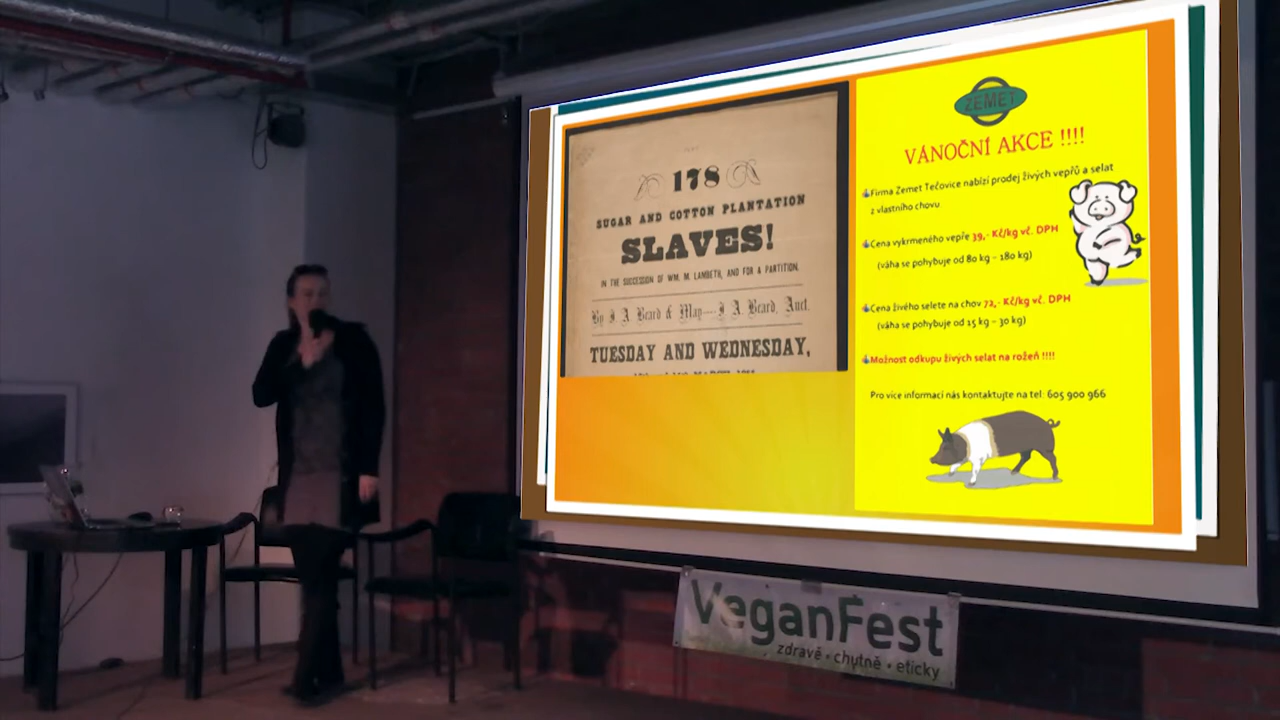 178
SUGAR AND COTTON PLANTATION
SLAVES!
IN THE SUCCESSION OF WM. M. LAMBETH, AND FOR A PARTITION.
By J. A. Beard & May----J. A. Beard, Auct.
TUESDAY AND WEDNESDAY,
ZEMET
VÁNOČNÍ AKCE !!!!
Firma Zemet Tečovice nabízí prodej živých vepřů a selat
z vlastního chovu
Cena vykrmeného vepře 39,- Kč/kg vč. DPH
(váha se pohybuje od 80 kg – 180 kg)
Cena živého selete na chov 72,- Kč/kg vč. DPH
(váha se pohybuje od 15 kg – 30 kg)
Možnost odkupu živých selat na rožeň !!!!
Pro více informací nás kontaktujte na tel: 605 900 966
VeganFest
zdravě • chutně • eticky